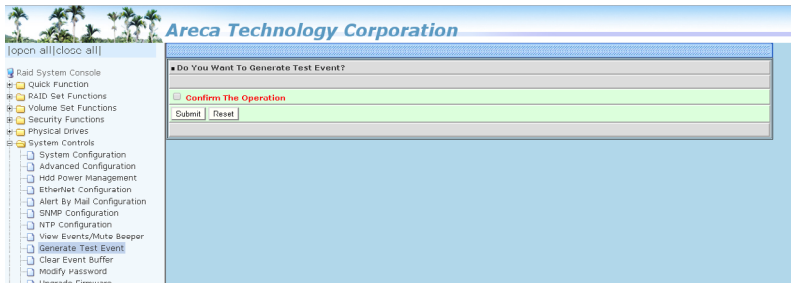 Areca Technology Corporation
|open all|close all|
Raid System Console
Quick Function
RAID Set Functions
Volume Set Functions
Security Functions
Physical Drives
System Controls
System Configuration
Advanced Configuration
Hdd Power Management
EtherNet Configuration
Alert By Mail Configuration
SNMP Configuration
NTP Configuration
View Events/Mute Beeper
Generate Test Event
Clear Event Buffer
Modify Password
Upgrade Firmware
Do You Want To Generate Test Event?
Confirm The Operation
Submit Reset